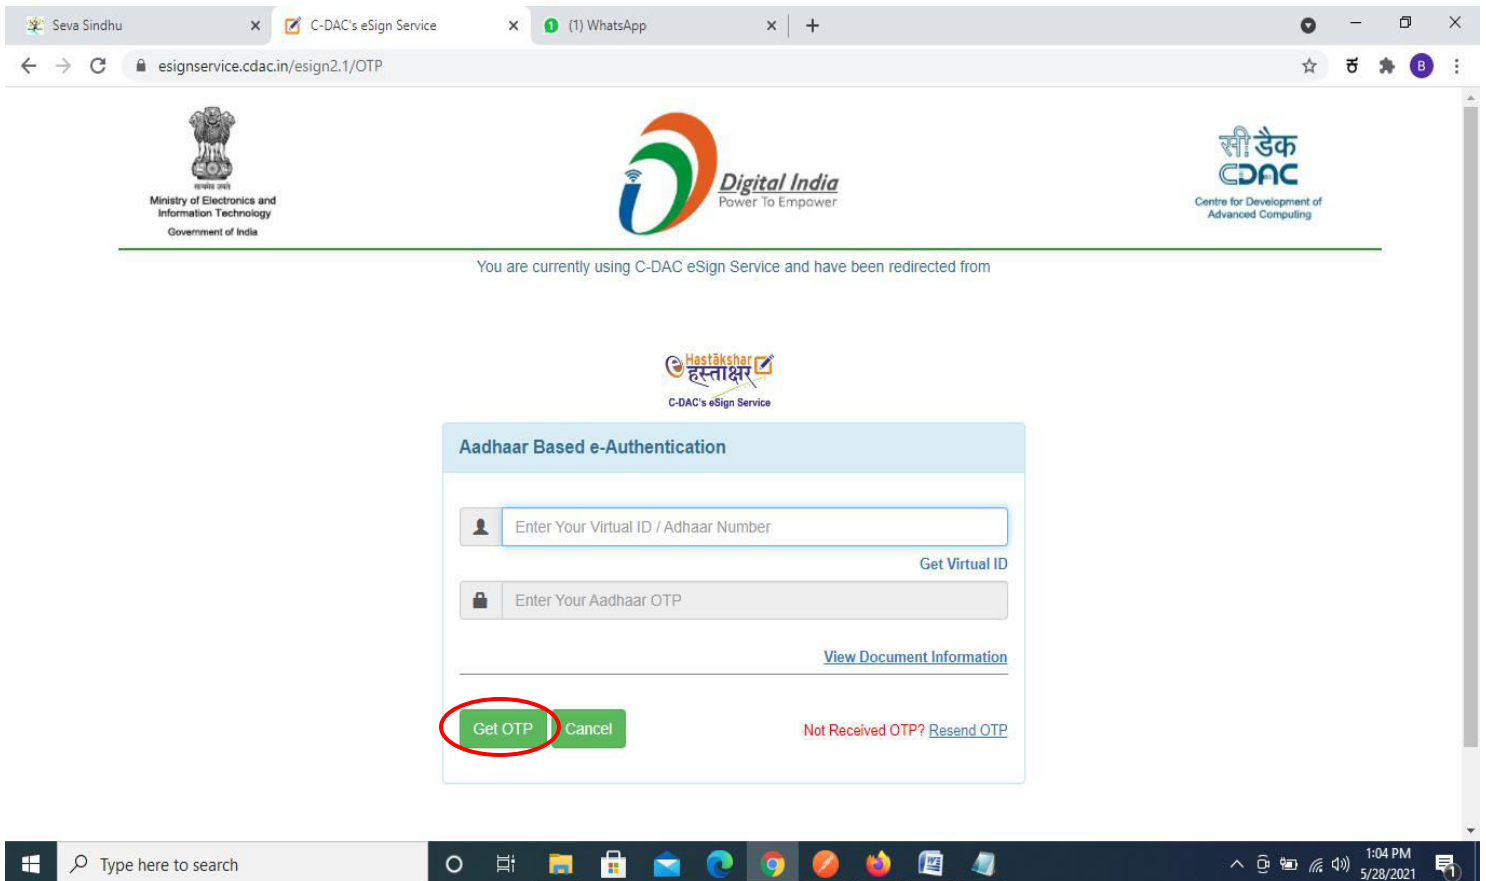 Seva Sindhu
C-DAC's eSign Service
(1) WhatsApp
esignservice.cdac.in/esign2.1/OTP
ठ
B
सत्यमेव जयते
Ministry of Electronics and
Information Technology
Government of India
Digital India
Power To Empower
सी डैक
CDAC
Centre for Development of
Advanced Computing
You are currently using C-DAC eSign Service and have been redirected from
e Hastākshar
हस्ताक्षर
C-DAC's eSign Service
Aadhaar Based e-Authentication
Enter Your Virtual ID / Adhaar Number
Get Virtual ID
Enter Your Aadhaar OTP
View Document Information
Get OTP
Cancel
Not Received OTP? Resend OTP
Type here to search
1:04 PM
5/28/2021
1